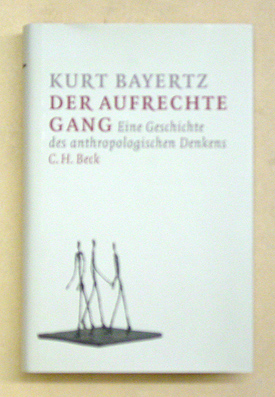 KURT BAYERTZ
DER AUFRECHTE
GANG Eine Geschichte
des anthropologischen Denkens
C. H. Beck